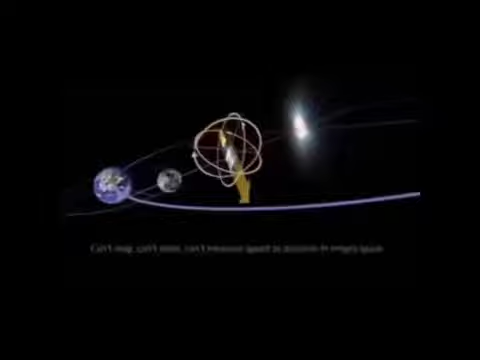 Can't stop, can't steer, can't measure speed or distance in empty space